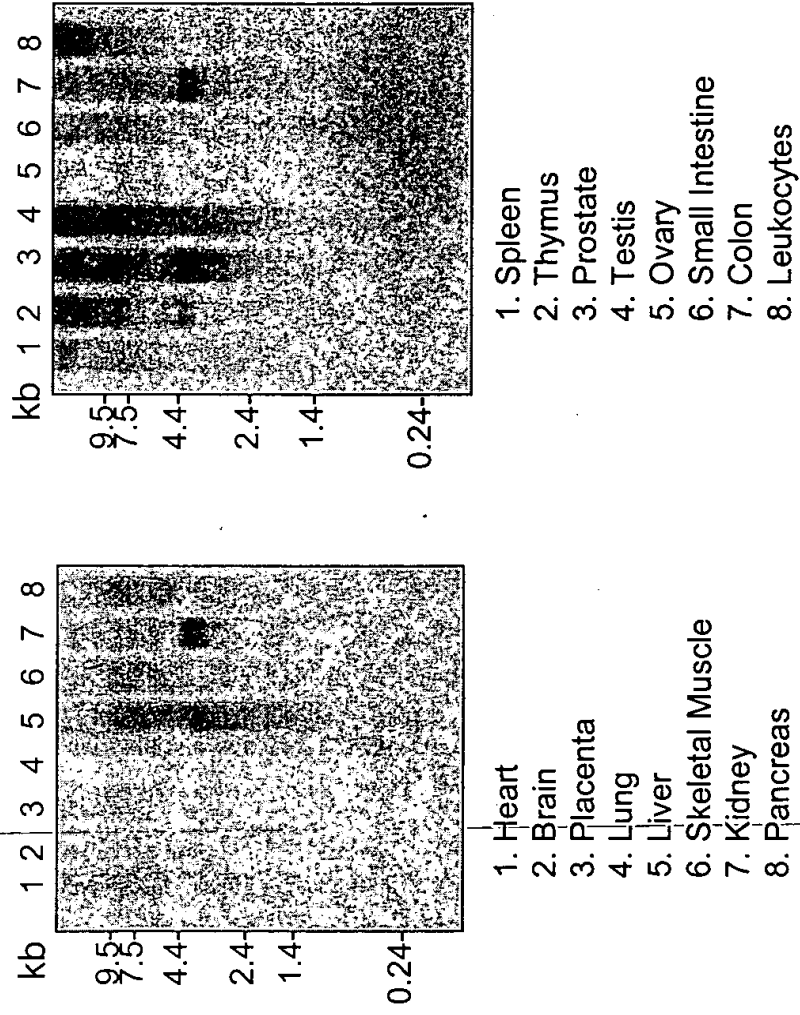 kb 1 2 3 4 5 6 7 8
9.5
7.5
4.4
2.4
1.4
0.24
1. Heart
2. Brain
3. Placenta
4. Lung
5. Liver
6. Skeletal Muscle
7. Kidney
8. Pancreas
kb 1 2 3 4 5 6 7 8
9.5
7.5
4.4
2.4
1.4
0.24
1. Spleen
2. Thymus
3. Prostate
4. Testis
5. Ovary
6. Small Intestine
7. Colon
8. Leukocytes